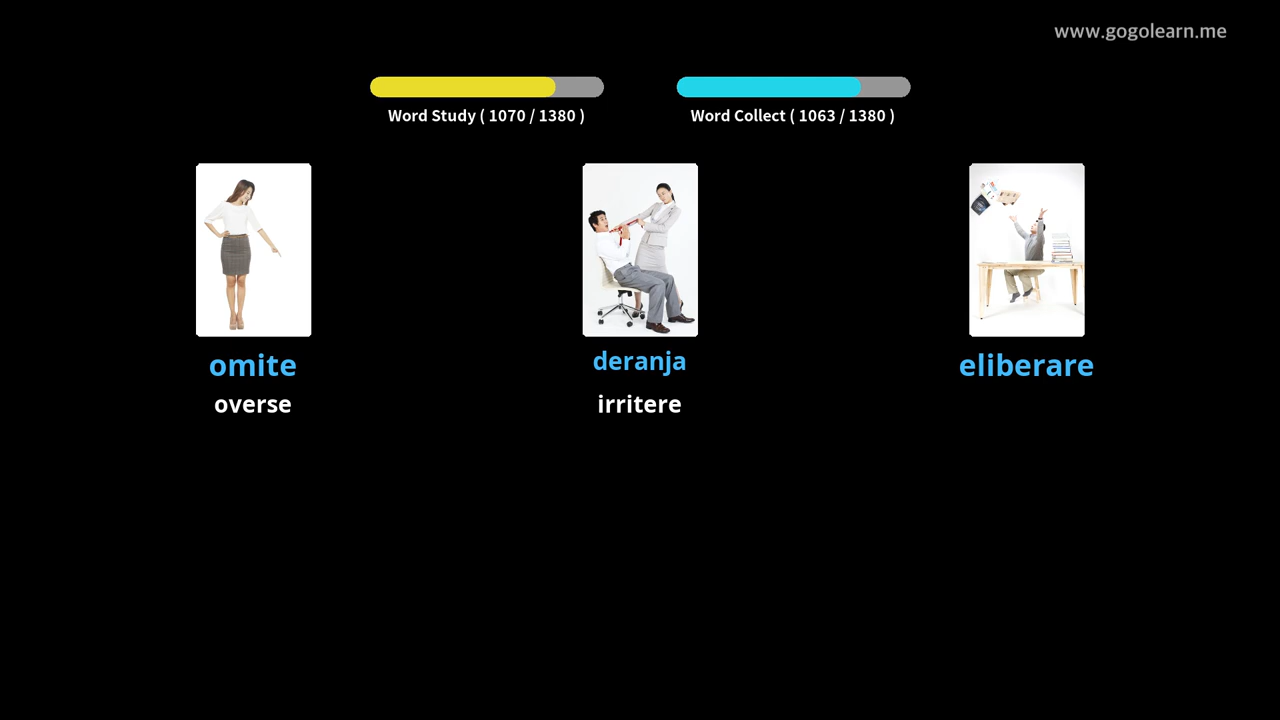 www.gogolearn.me
Word Study ( 1070 / 1380 )
Word Collect ( 1063 / 1380 )
omite
deranja
eliberare
overse
irritere